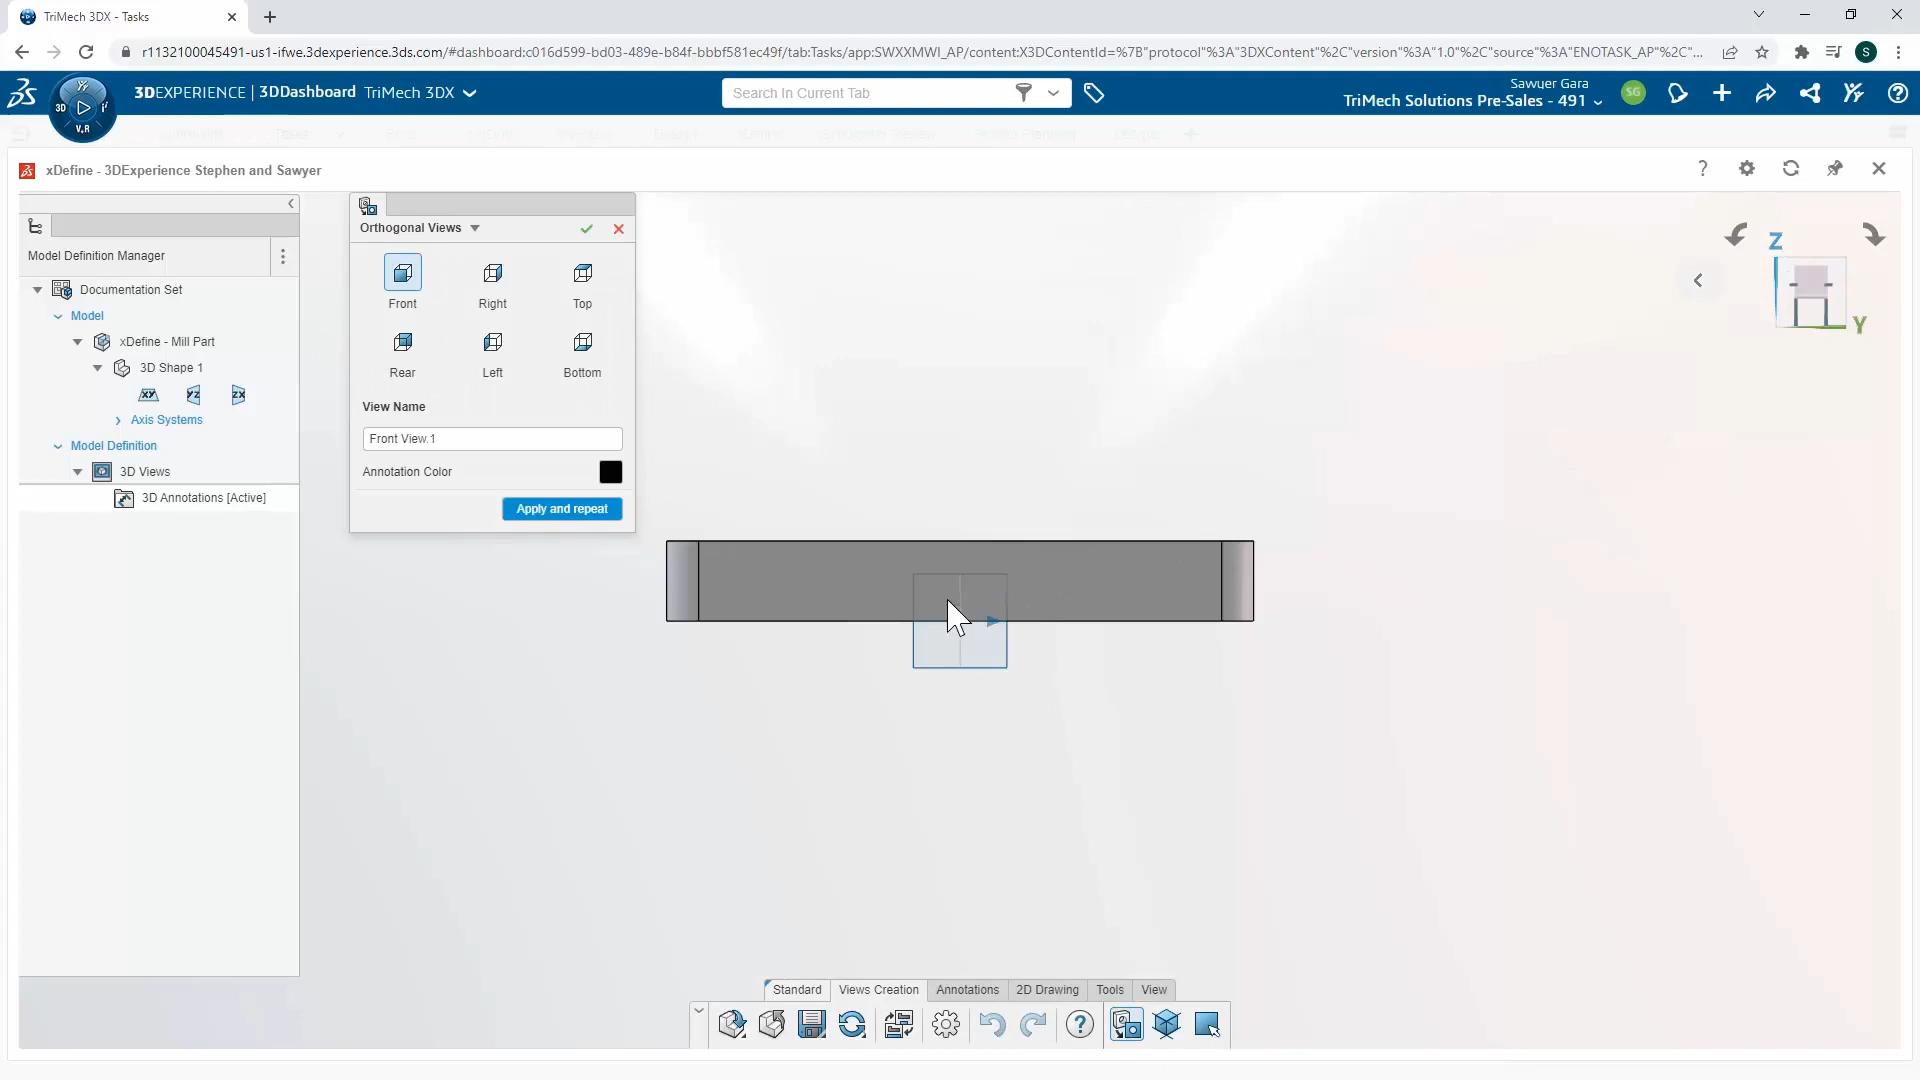 TriMech 3DX - Tasks
r1132100045491-us1-ifwe.3dexperience.3ds.com/#dashboard:c016d599-bd03-489e-b84f-bbbf581ec49f/tab:Tasks/app:SWXXMWI_AP/content:X3DContentId=%7B"protocol"%3A"3DXContent"%2C"version"%3A"1.0"%2C"source"%3A"ENOTASK_AP"%2C"...
S
3D
V.R
3DEXPERIENCE | 3DDashboard TriMech 3DX
Search In Current Tab
Sawyer Gara
TriMech Solutions Pre-Sales - 491
SG
xDefine - 3DExperience Stephen and Sawyer
Model Definition Manager
Documentation Set
Model
xDefine - Mill Part
3D Shape 1
XY YZ ZX
Axis Systems
Model Definition
3D Views
3D Annotations [Active]
Orthogonal Views
Front Right Top
Rear Left Bottom
View Name
Front View.1
Annotation Color
Apply and repeat
Z
Y
Standard Views Creation Annotations 2D Drawing Tools View